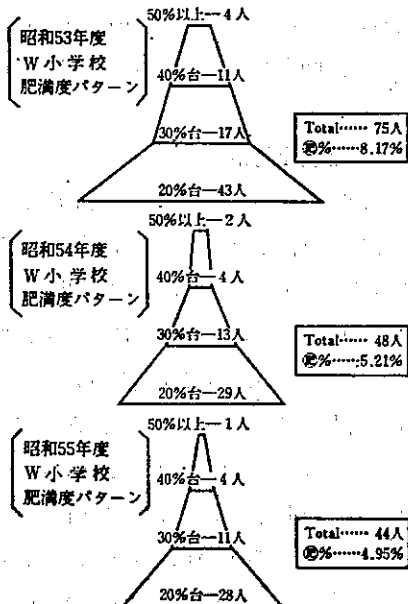 50%以上―4人
昭和53年度
W小学校
肥満度パターン
40%台―11人
30%台―17人
Total…… 75人
㊙%……8.17%
20%台―43人
50%以上―2人
昭和54年度
W小学校
肥満度パターン
40%台―4人
30%台―13人
Total…… 48人
%……5.21%
20%台―29人
50%以上―1人
昭和55年度
W小学校
肥満度パターン
40%台―4人
30%台―11人
Total…… 44人
%……4.95%
20%台―28人